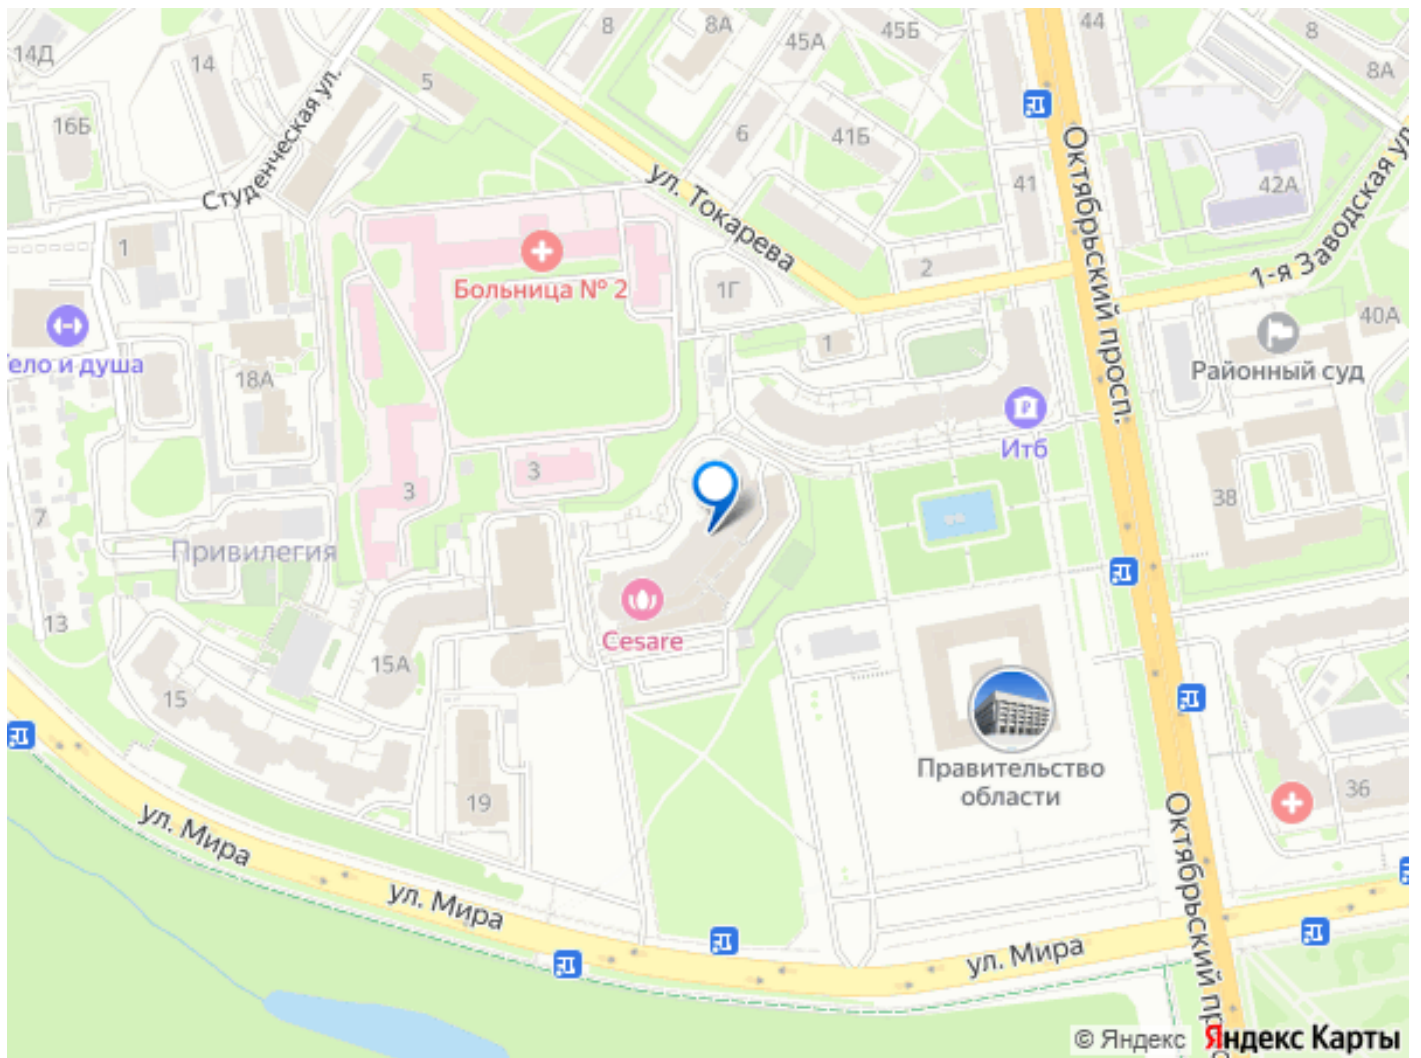 8
8А
45А
45Б
44
8
8А
14Д
14
5
16Б
6
41Б
Студенческая ул.
ул. Токарева
41
Октябрьский просп.
42А
1-я Заводская ул
1
Больница № 2
2
1Г
1
40А
Районный суд
ело и душа
18А
Итб
3
3
38
7
Привилегия
13
Cesare
15А
15
Правительство
области
19
36
ул. Мира
ул. Мира
ул. Мира
Октябрьский пр
© Яндекс
Яндекс Карты